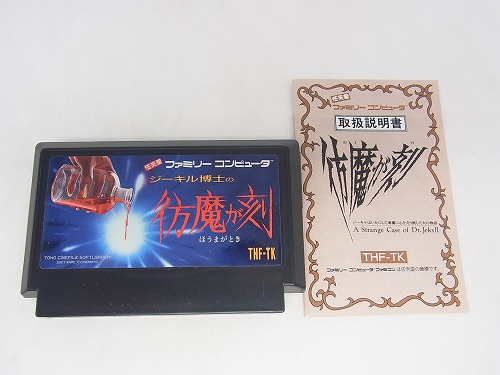 任天堂 ファミリー コンピュータ
ジーキル博士の
彷魔が刻
ほうまがとき
THF-TK
TOHO CINEFILE-SOFT LIBRARY
任天堂
ファミリー コンピュータ
取扱説明書
彷魔が刻
A Strange Case of Dr.Jekyll
THF-TK
ファミリー コンピュータ ファミコン は任天堂の商標です。